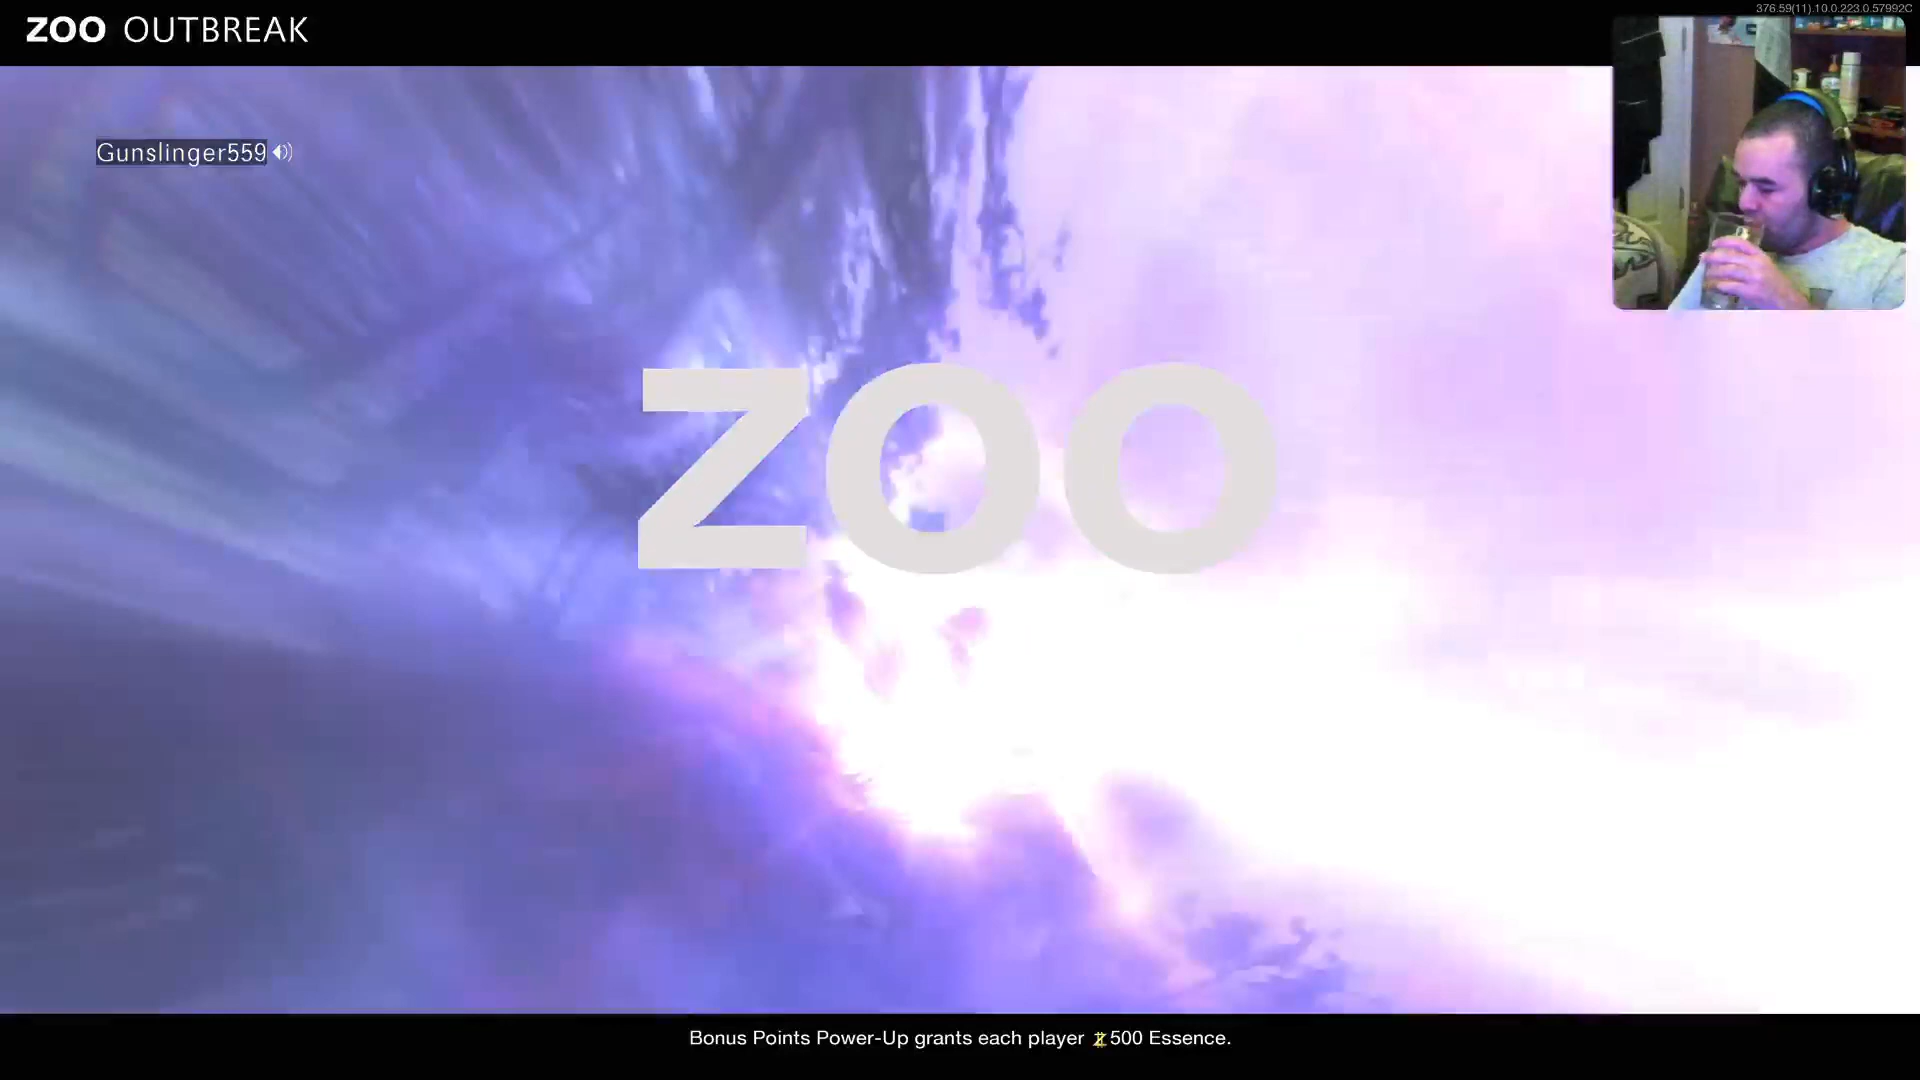 376.59(11).10.0.223.0.57992C
ZOO OUTBREAK
Gunslinger559
ZOO
Bonus Points Power-Up grants each player 500 Essence.